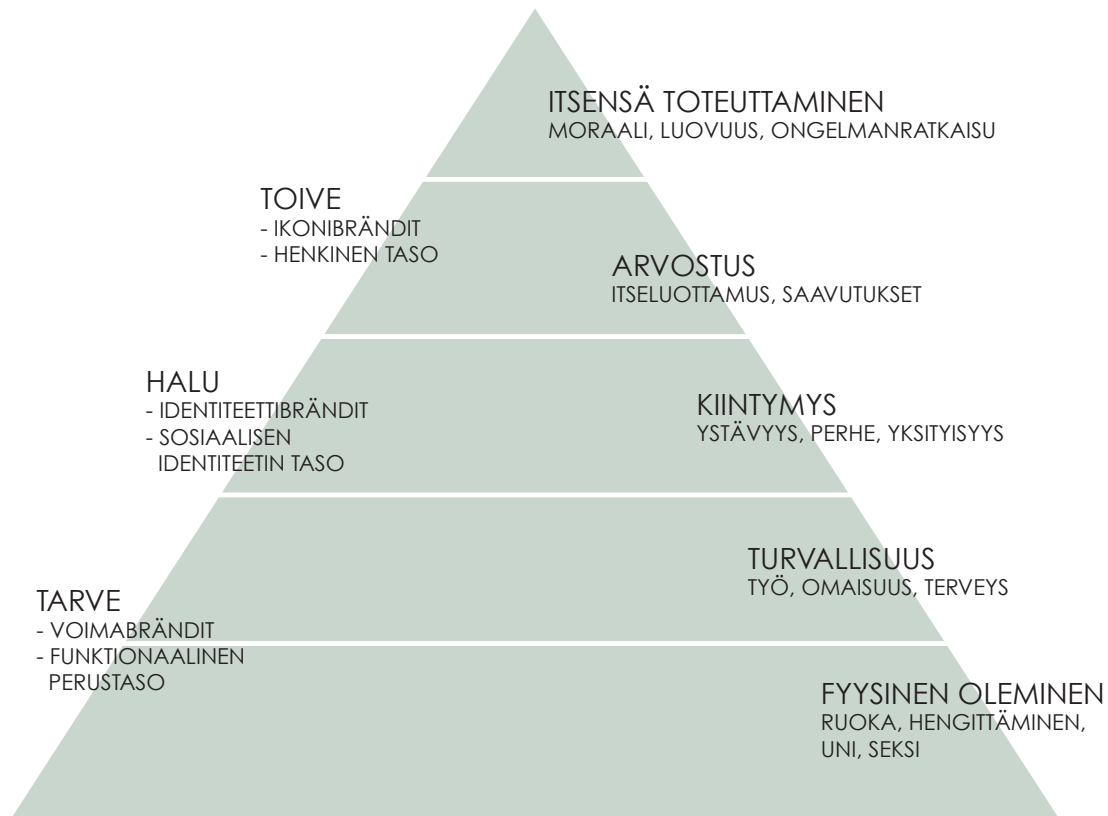 ITSENSÄ TOTEUTTAMINEN
MORAALI, LUOVUUS, ONGELMANRATKAISU
TOIVE
- IKONIBRÄNDIT
- HENKINEN TASO
ARVOSTUS
ITSELUOTTAMUS, SAAVUTUKSET
HALU
- IDENTITEETTIBRÄNDIT
- SOSIAALISEN
IDENTITEETIN TASO
KIINTYMYS
YSTÄVYYS, PERHE, YKSITYISYYS
TURVALLISUUS
TYÖ, OMAISUUS, TERVEYS
TARVE
- VOIMABRÄNDIT
- FUNKTIONAALINEN
PERUSTASO
FYYSINEN OLEMINEN
RUOKA, HENGITTÄMINEN,
UNI, SEKSI